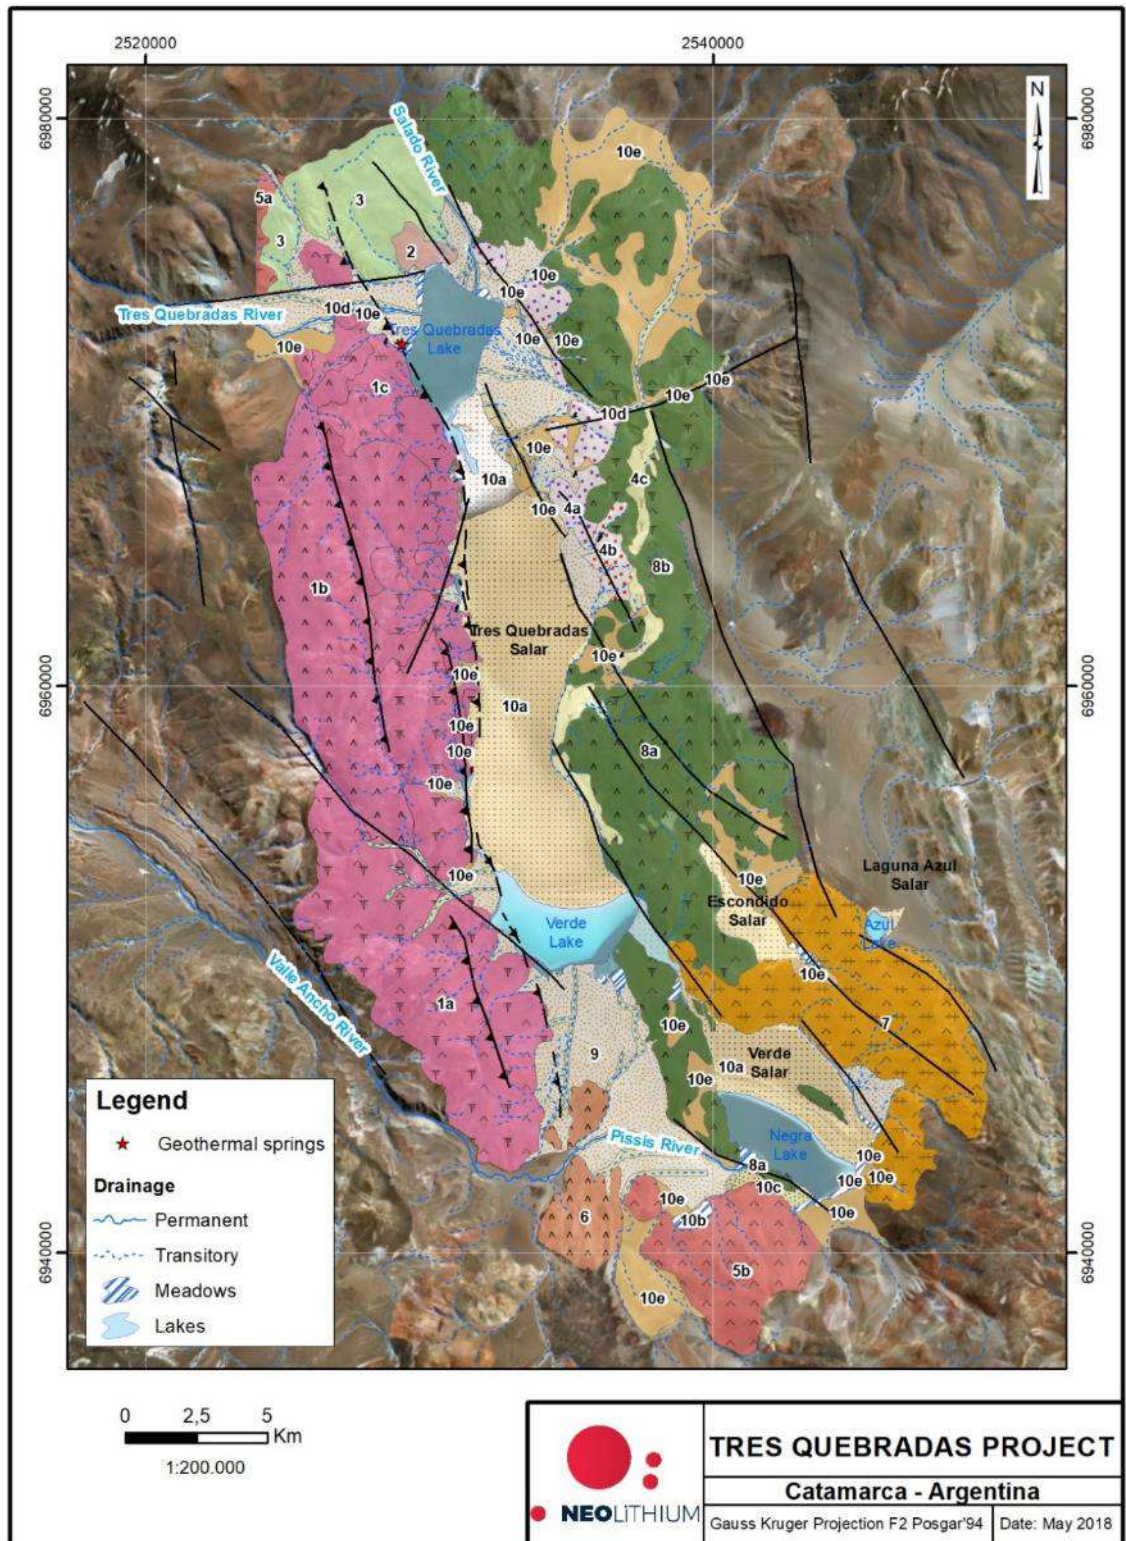 2520000
2540000
6980000
6980000
N
Salado River
10e
5a
3
3
2
10e
10e
Tres Quebradas River
10d
10e
Tres Quebradas
Lake
10e
10e
10e
1c
10e
10e
10d
10e
10a
4c
10e
4a
4b
8b
1b
Tres Quebradas
Salar
10e
10e
6960000
6960000
10a
10e
10e
8a
10e
10e
10e
Laguna Azul
Salar
Escondido
Salar
Verde
Lake
Azul
Lake
Valle Ancho River
10e
1a
7
10e
9
Verde
Salar
10a
10e
Pissis River
Negra
Lake
10e
8a
10e
10e
10c
10e
10e
10b
6
5b
10e
6940000
6940000
Legend
Geothermal springs
Drainage
Permanent
Transitory
Meadows
Lakes
0 2,5 5
Km
1:200.000
NEOLiTHIUM
TRES QUEBRADAS PROJECT
Catamarca - Argentina
Gauss Kruger Projection F2 Posgar'94
Date: May 2018